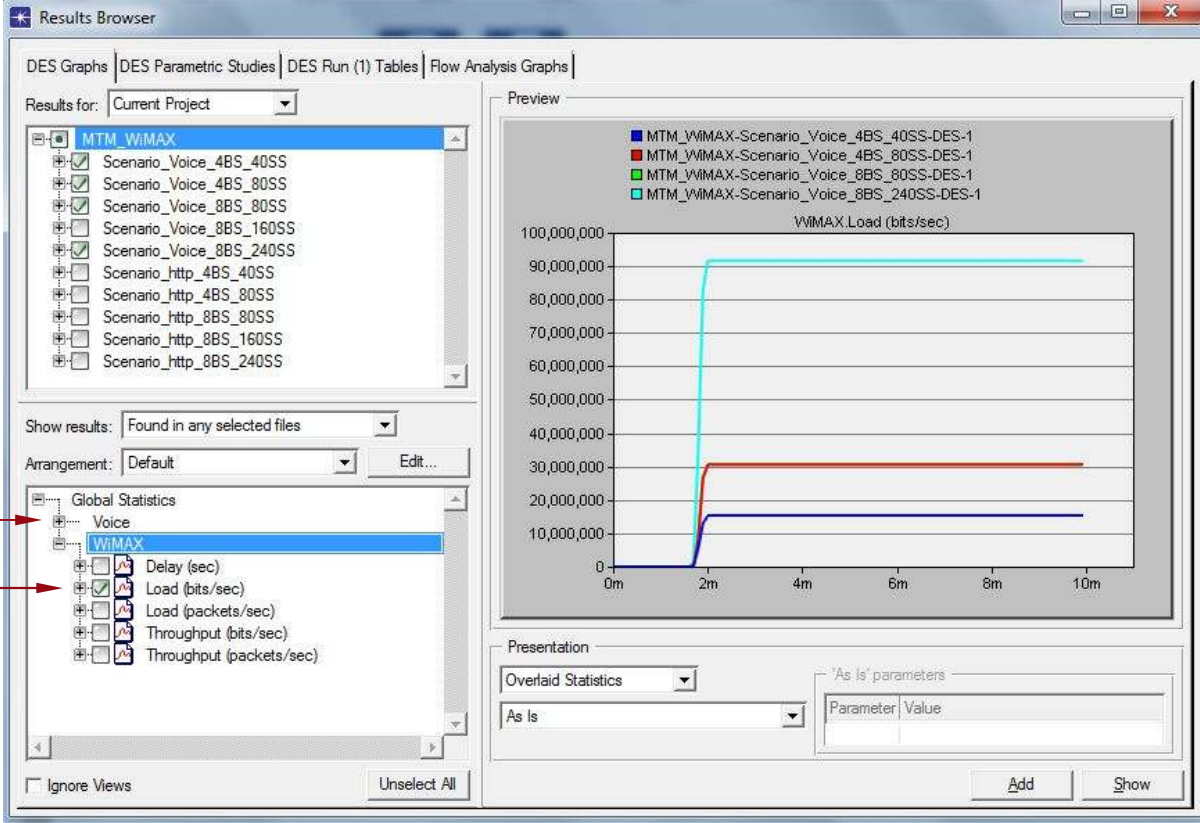 Results Browser
DES Graphs DES Parametric Studies DES Run (1) Tables Flow Analysis Graphs
Results for: Current Project
MTM_WiMAX
Scenario_Voice_4BS_40SS
Scenario_Voice_4BS_80SS
Scenario_Voice_8BS_80SS
Scenario_Voice_8BS_160SS
Scenario_Voice_8BS_240SS
Scenario_http_4BS_40SS
Scenario_http_4BS_80SS
Scenario_http_8BS_80SS
Scenario_http_8BS_160SS
Scenario_http_8BS_240SS
Show results: Found in any selected files
Arrangement: Default Edit...
Global Statistics
Voice
WiMAX
Delay (sec)
Load (bits/sec)
Load (packets/sec)
Throughput (bits/sec)
Throughput (packets/sec)
Ignore Views
Unselect All
Preview
MTM_WiMAX-Scenario_Voice_4BS_40SS-DES-1
MTM_WiMAX-Scenario_Voice_4BS_80SS-DES-1
MTM_WiMAX-Scenario_Voice_8BS_80SS-DES-1
MTM_WiMAX-Scenario_Voice_8BS_240SS-DES-1
WiMAX.Load (bits/sec)
100,000,000
90,000,000
80,000,000
70,000,000
60,000,000
50,000,000
40,000,000
30,000,000
20,000,000
10,000,000
0
0m 2m 4m 6m 8m 10m
Presentation
Overlaid Statistics
As Is
'As Is' parameters
Parameter Value
Add Show